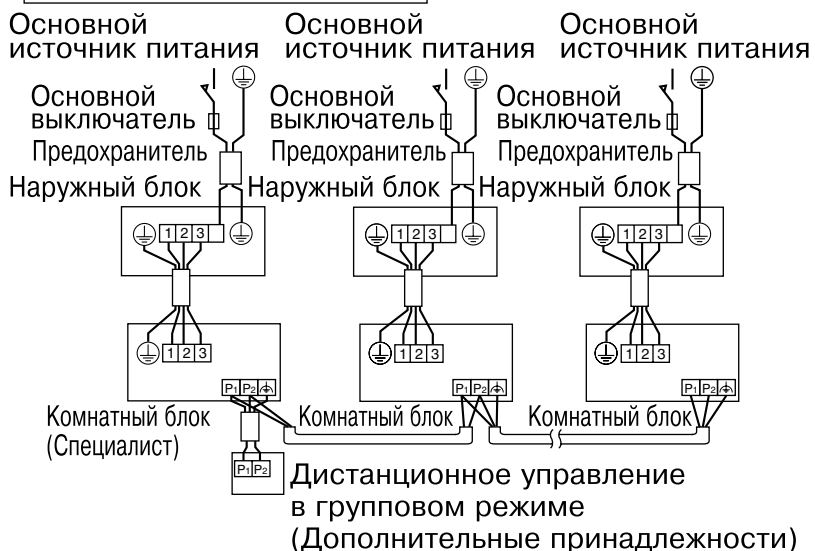 Основной
источник питания
Основной
источник питания
Основной
источник питания
Основной
выключатель
Основной
выключатель
Основной
выключатель
Предохранитель
Предохранитель
Предохранитель
Наружный блок
Наружный блок
Наружный блок
1 2 3
1 2 3
1 2 3
1 2 3
1 2 3
1 2 3
P1 P2
P1 P2
P1 P2
Комнатный блок
(Специалист)
Комнатный блок
Комнатный блок
P1 P2
Дистанционное управление
в групповом режиме
(Дополнительные принадлежности)